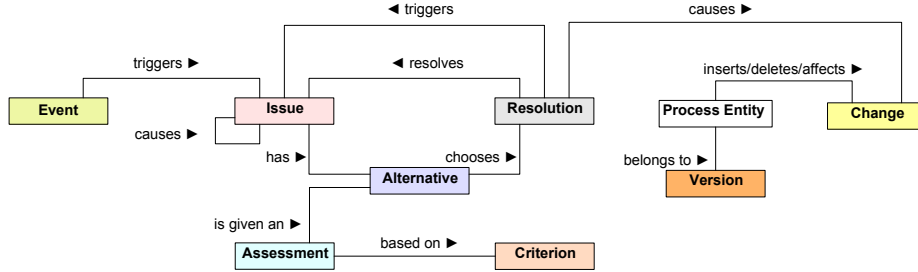 ◄ triggers
causes ►
triggers ►
◄ resolves
inserts/deletes/affects ►
Event
Issue
Resolution
Process Entity
Change
causes ►
has ►
chooses ►
belongs to ►
Alternative
Version
is given an ►
based on ►
Assessment
Criterion